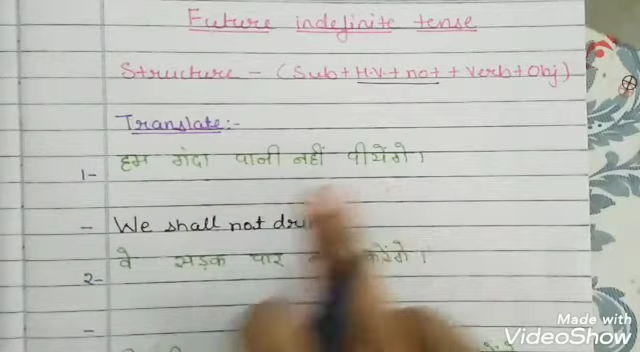 Future indefinite tense
Structure - (Sub + H.V. + not + Verb + Obj)
Translate:-
1- हम गंदा पानी नहीं पीयेंगे।
- We shall not
2- वे सड़क पार करेंगे।
-
Made with
VideoShow